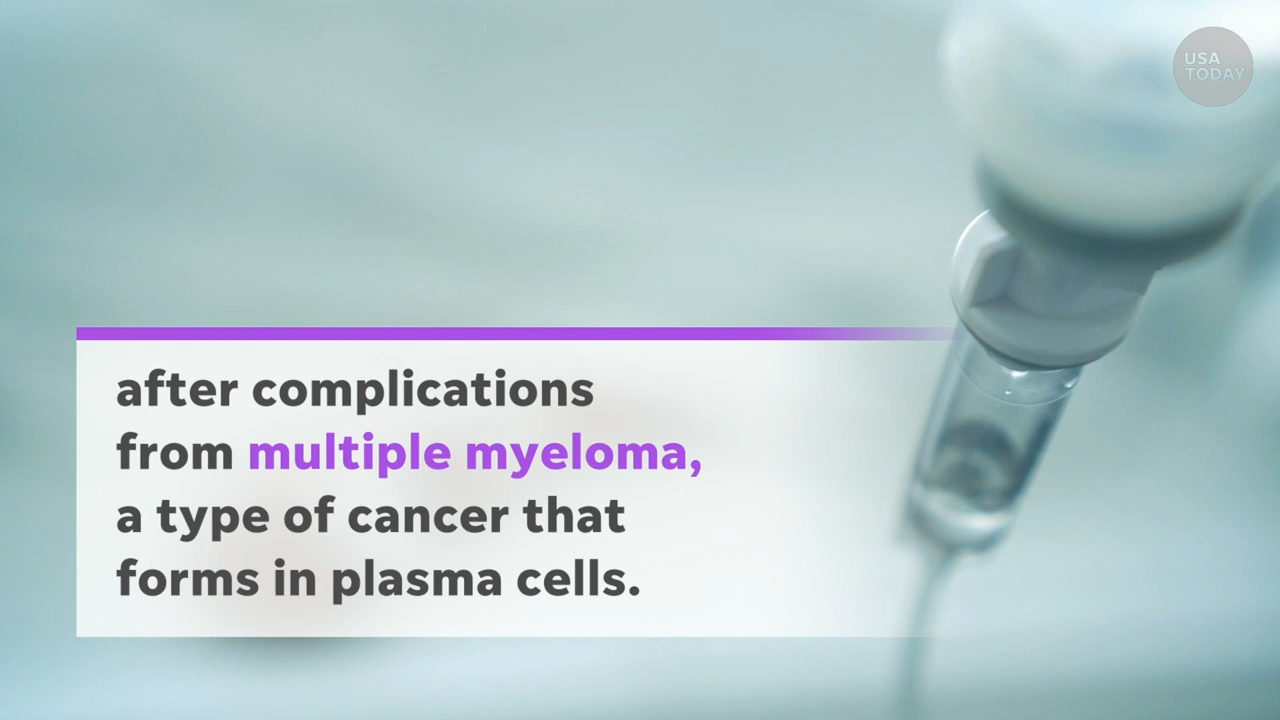 USA
TODAY
after complications
from multiple myeloma,
a type of cancer that
forms in plasma cells.